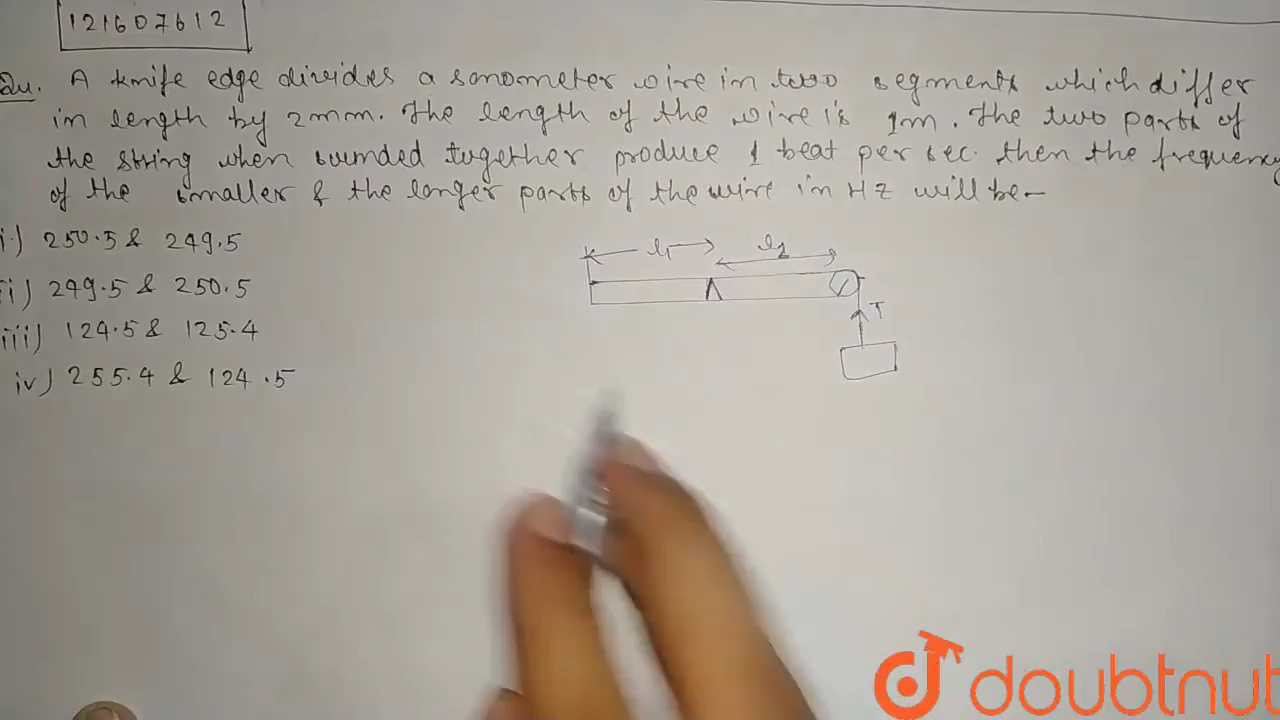 121607612
Qu. A knife edge divides a sonometer wire in two segments which differ
in length by 2mm. The length of the wire is 1m. The two parts of
the string when sounded together produce 1 beat per sec. then the frequency
of the smaller & the longer parts of the wire in HZ will be—
i) 250.5 & 249.5
ii) 249.5 & 250.5
iii) 124.5 & 125.4
iv) 255.4 & 124.5
l1
l2
T
doubtnut